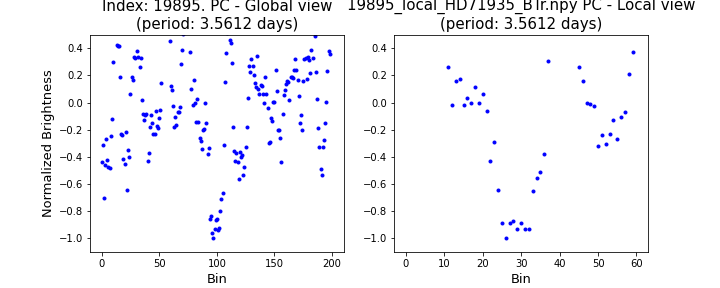 Index: 19895. PC - Global view
(period: 3.5612 days)
19895_local_HD71935_BTr.npy PC - Local view
(period: 3.5612 days)
Normalized Brightness
0.4
0.2
0.0
−0.2
−0.4
−0.6
−0.8
−1.0
0 50 100 150 200
Bin
0.4
0.2
0.0
−0.2
−0.4
−0.6
−0.8
−1.0
0 10 20 30 40 50 60
Bin